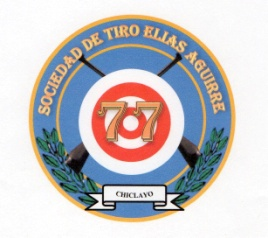 SOCIEDAD DE TIRO ELIAS AGUIRRE
77
CHICLAYO